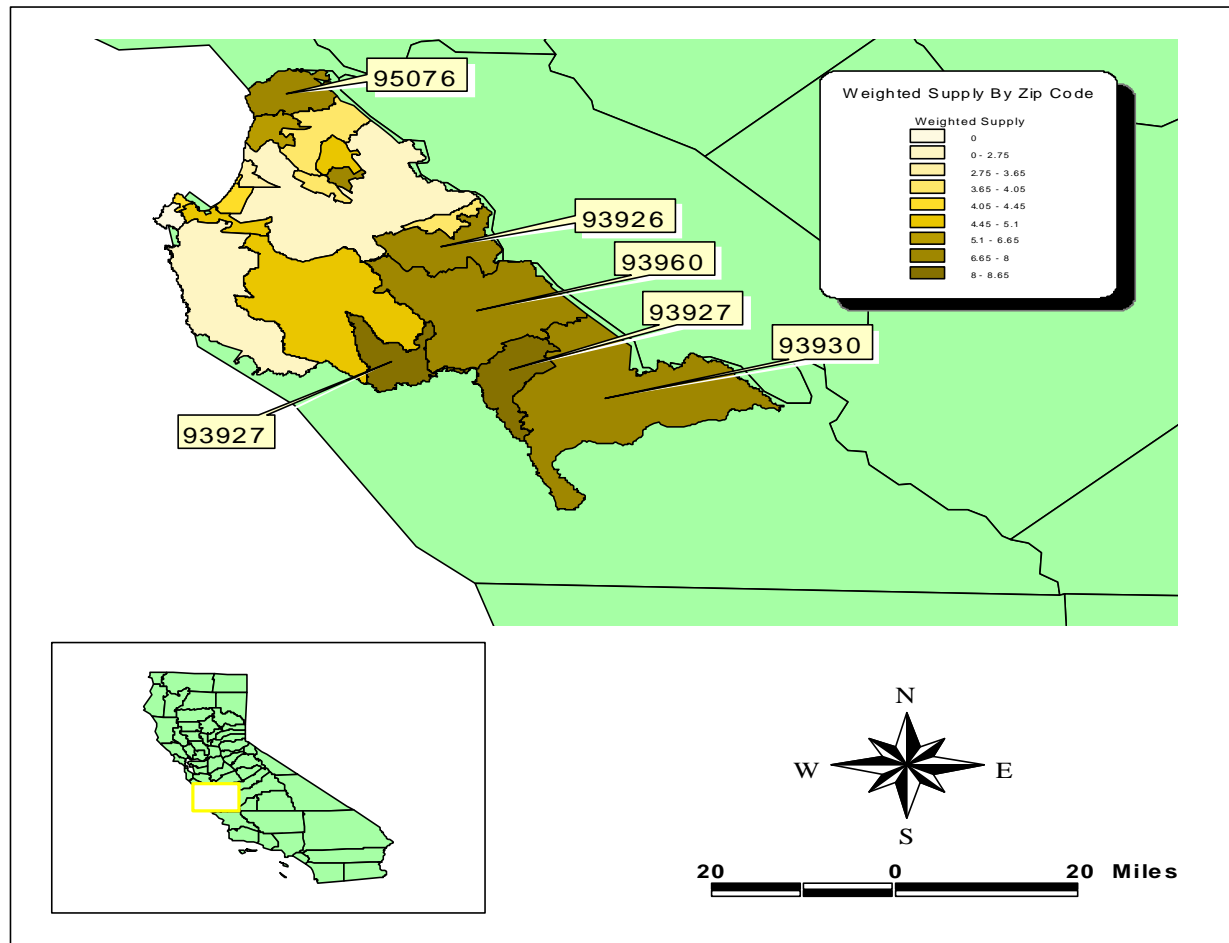 95076
Weighted Supply By Zip Code
Weighted Supply
0
0 - 2.75
2.75 - 3.65
3.65 - 4.05
4.05 - 4.45
4.45 - 5.1
5.1 - 6.65
6.65 - 8
8 - 8.65
93926
93960
93927
93930
93927
N
W E
S
20 0 20 Miles